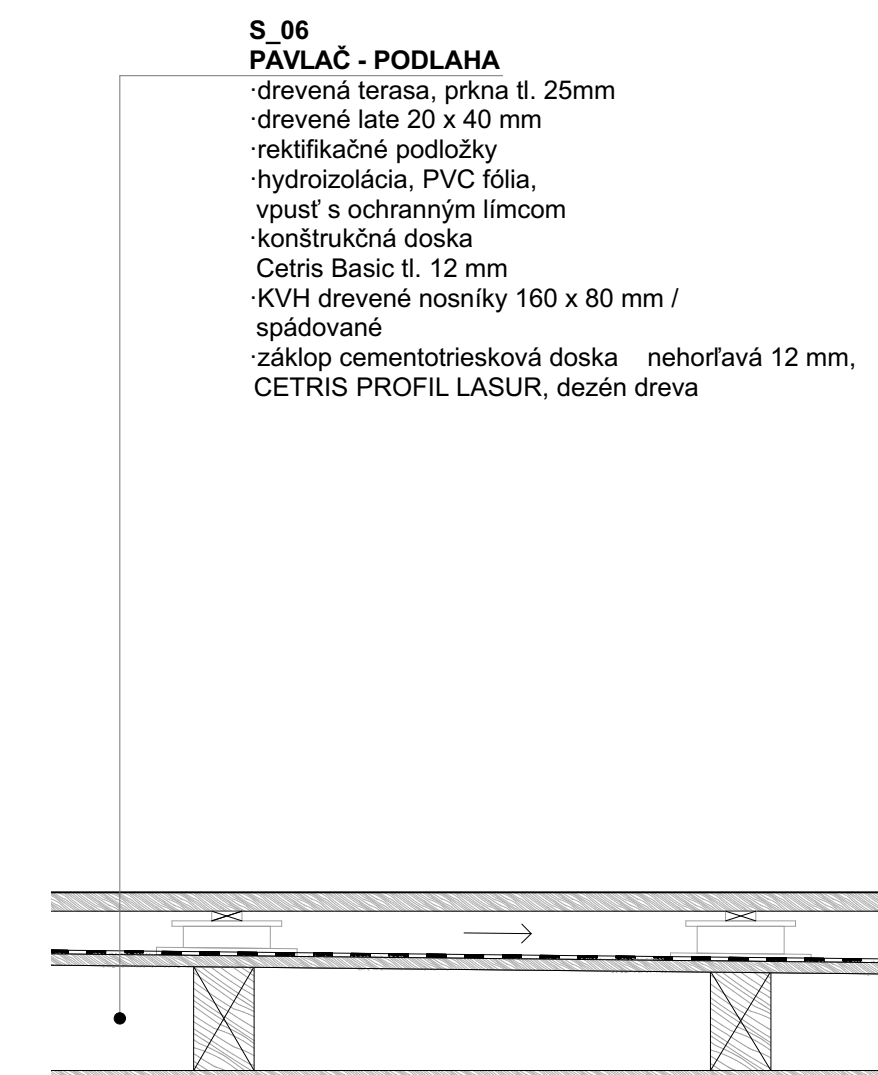 S_06
PAVLAČ - PODLAHA
·drevená terasa, prkna tl. 25mm
·drevené late 20 x 40 mm
·rektifikačné podložky
·hydroizolácia, PVC fólia,
vpusť s ochranným límcom
·konštrukčná doska
Cetris Basic tl. 12 mm
·KVH drevené nosníky 160 x 80 mm /
spádované
·záklop cementotriesková doska    nehorľavá 12 mm,
CETRIS PROFIL LASUR, dezén dreva